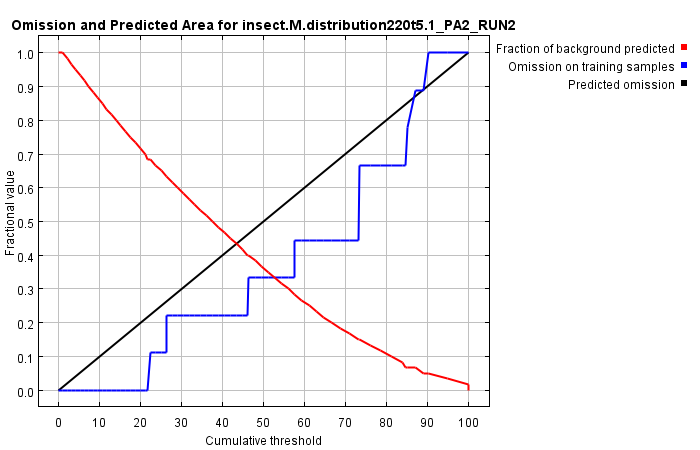 Omission and Predicted Area for insect.M.distribution220t5.1_PA2_RUN2
Fraction of background predicted
Omission on training samples
Predicted omission
Fractional value
1.0
0.9
0.8
0.7
0.6
0.5
0.4
0.3
0.2
0.1
0.0
0 10 20 30 40 50 60 70 80 90 100
Cumulative threshold